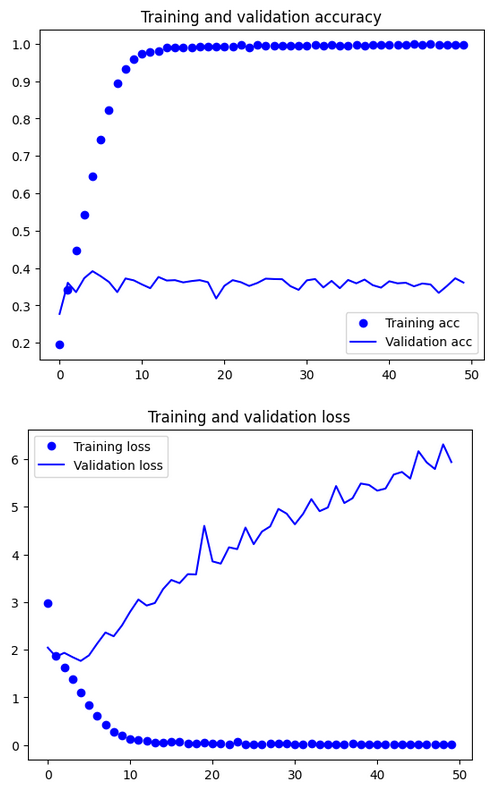 Training and validation accuracy
1.0
0.9
0.8
0.7
0.6
0.5
0.4
0.3
0.2
Training acc
Validation acc
0 10 20 30 40 50
Training and validation loss
Training loss
Validation loss
6
5
4
3
2
1
0
0 10 20 30 40 50